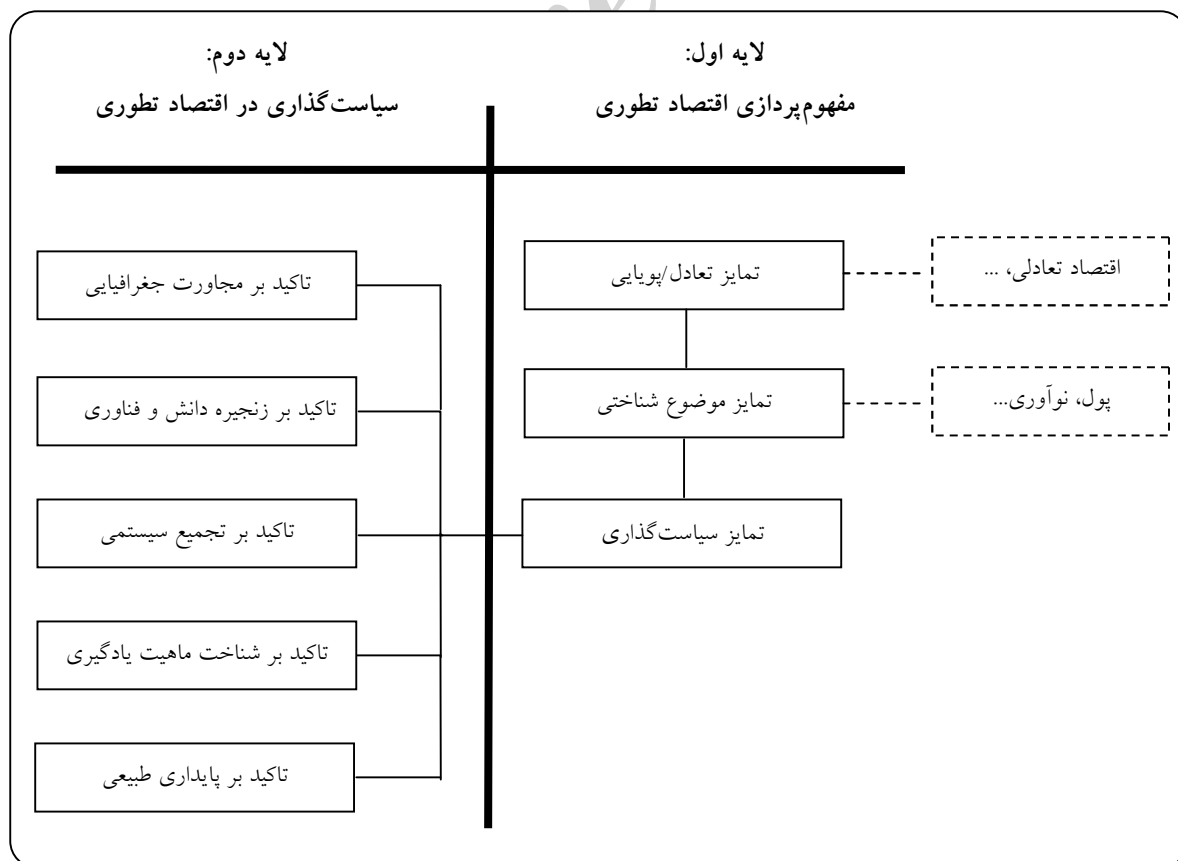 لایه اول:
مفهوم‌پردازی اقتصاد تطوری
لایه دوم:
سیاست‌گذاری در اقتصاد تطوری
تمایز تعادل/پویایی
اقتصاد تعادلی، ...
تمایز موضوع شناختی
پول، نوآوری...
تمایز سیاست‌گذاری
تاکید بر مجاورت جغرافیایی
تاکید بر زنجیره دانش و فناوری
تاکید بر تجمیع سیستمی
تاکید بر شناخت ماهیت یادگیری
تاکید بر پایداری طبیعی